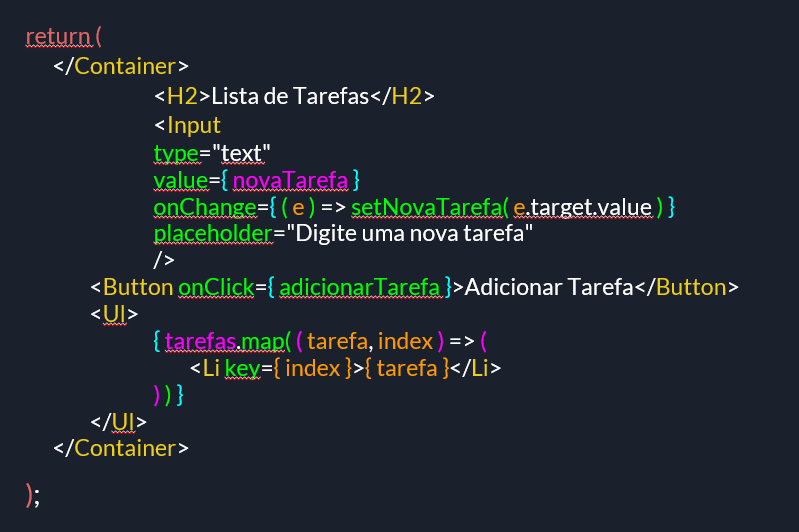 return (
</Container>
<H2>Lista de Tarefas</H2>
<Input
type="text"
value={ novaTarefa }
onChange={ ( e ) => setNovaTarefa( e.target.value ) }
placeholder="Digite uma nova tarefa"
/>
<Button onClick={ adicionarTarefa }>Adicionar Tarefa</Button>
<Ul>
{ tarefas.map( ( tarefa, index ) => (
<Li key={ index }>{ tarefa }</Li>
) ) }
</Ul>
</Container>
);